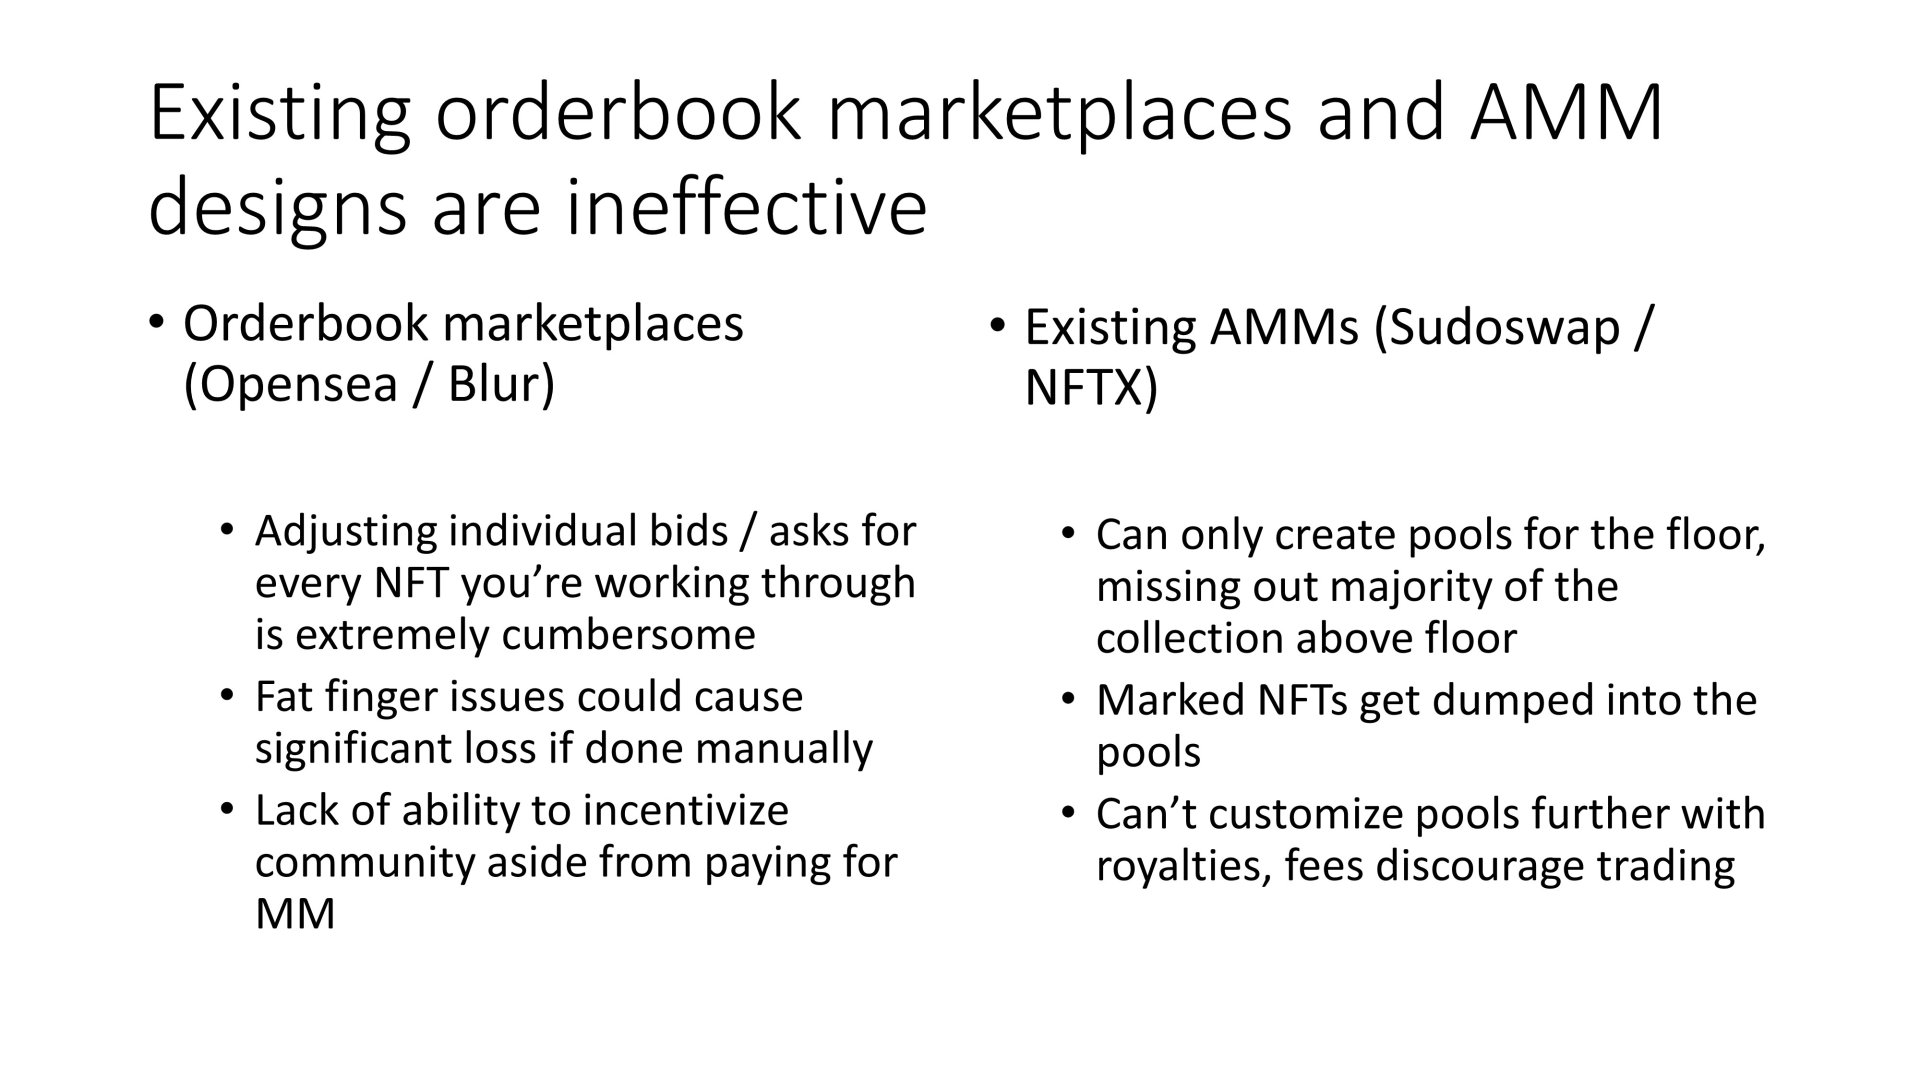 Existing orderbook marketplaces and AMM
designs are ineffective
• Orderbook marketplaces
(Opensea / Blur)
• Adjusting individual bids / asks for
every NFT you’re working through
is extremely cumbersome
• Fat finger issues could cause
significant loss if done manually
• Lack of ability to incentivize
community aside from paying for
MM
• Existing AMMs (Sudoswap /
NFTX)
• Can only create pools for the floor,
missing out majority of the
collection above floor
• Marked NFTs get dumped into the
pools
• Can’t customize pools further with
royalties, fees discourage trading